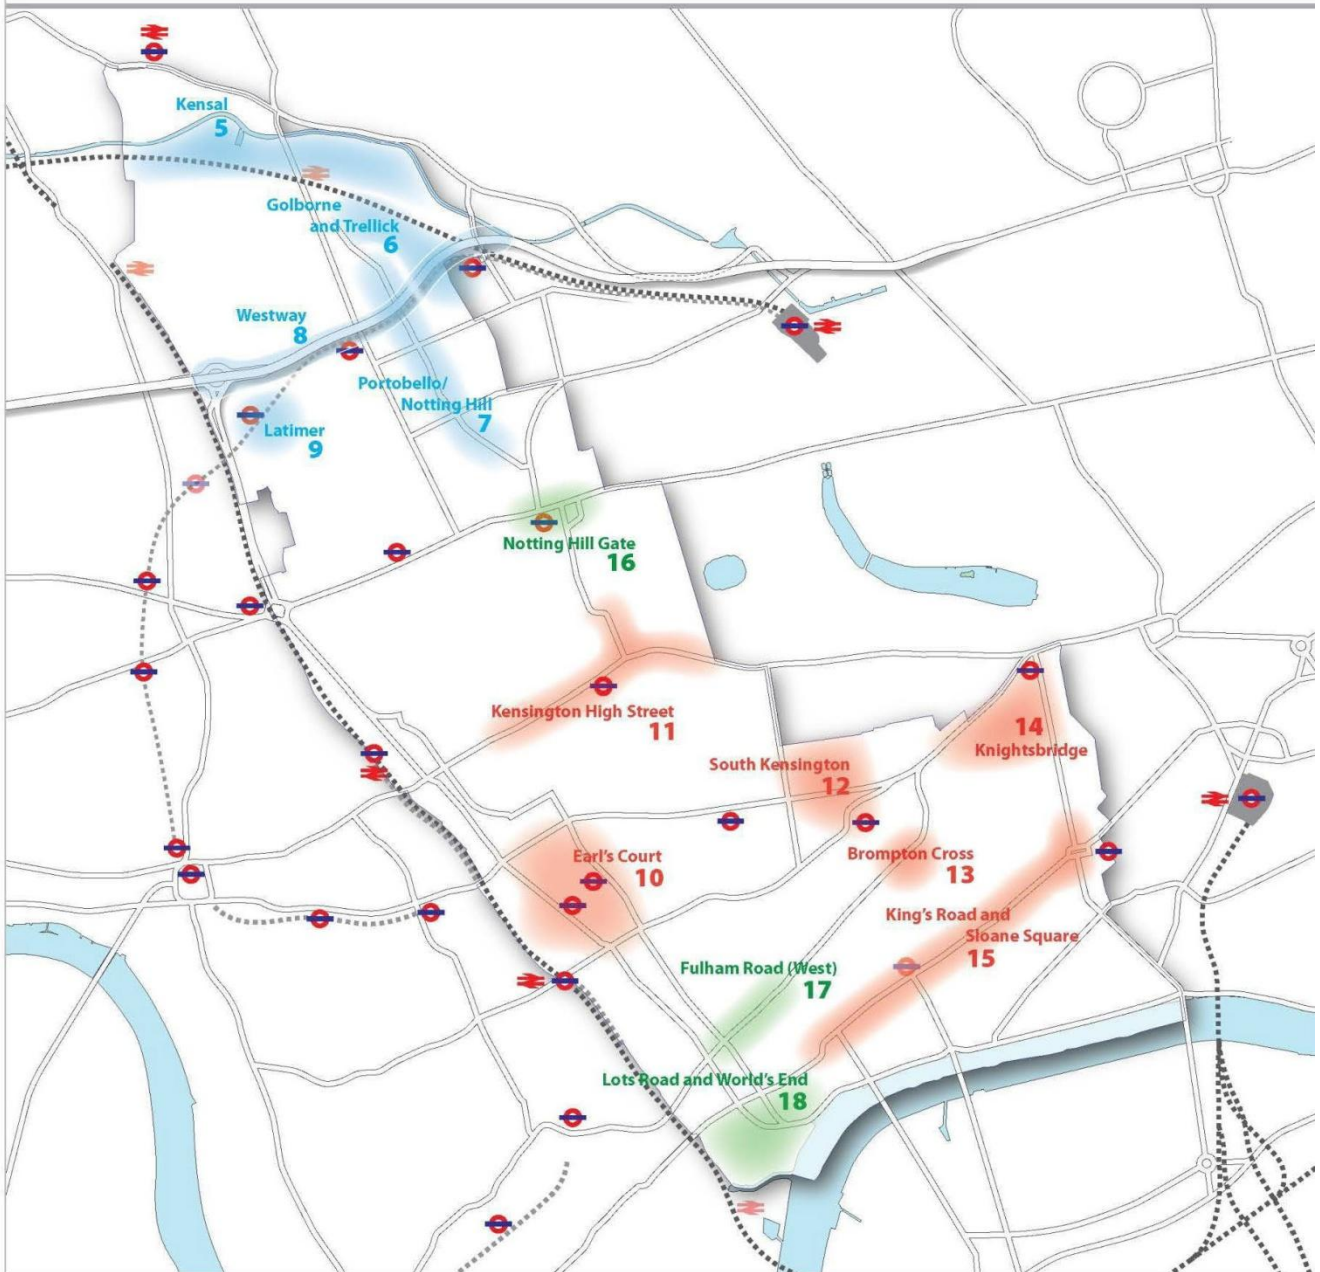 Kensal
5
Golborne
and Trellick
6
Westway
8
Portobello/
Notting Hill
7
Latimer
9
Notting Hill Gate
16
Kensington High Street
11
14
Knightsbridge
South Kensington
12
Earl's Court
10
Brompton Cross
13
King's Road and
Sloane Square
15
Fulham Road (West)
17
Lots Road and World's End
18